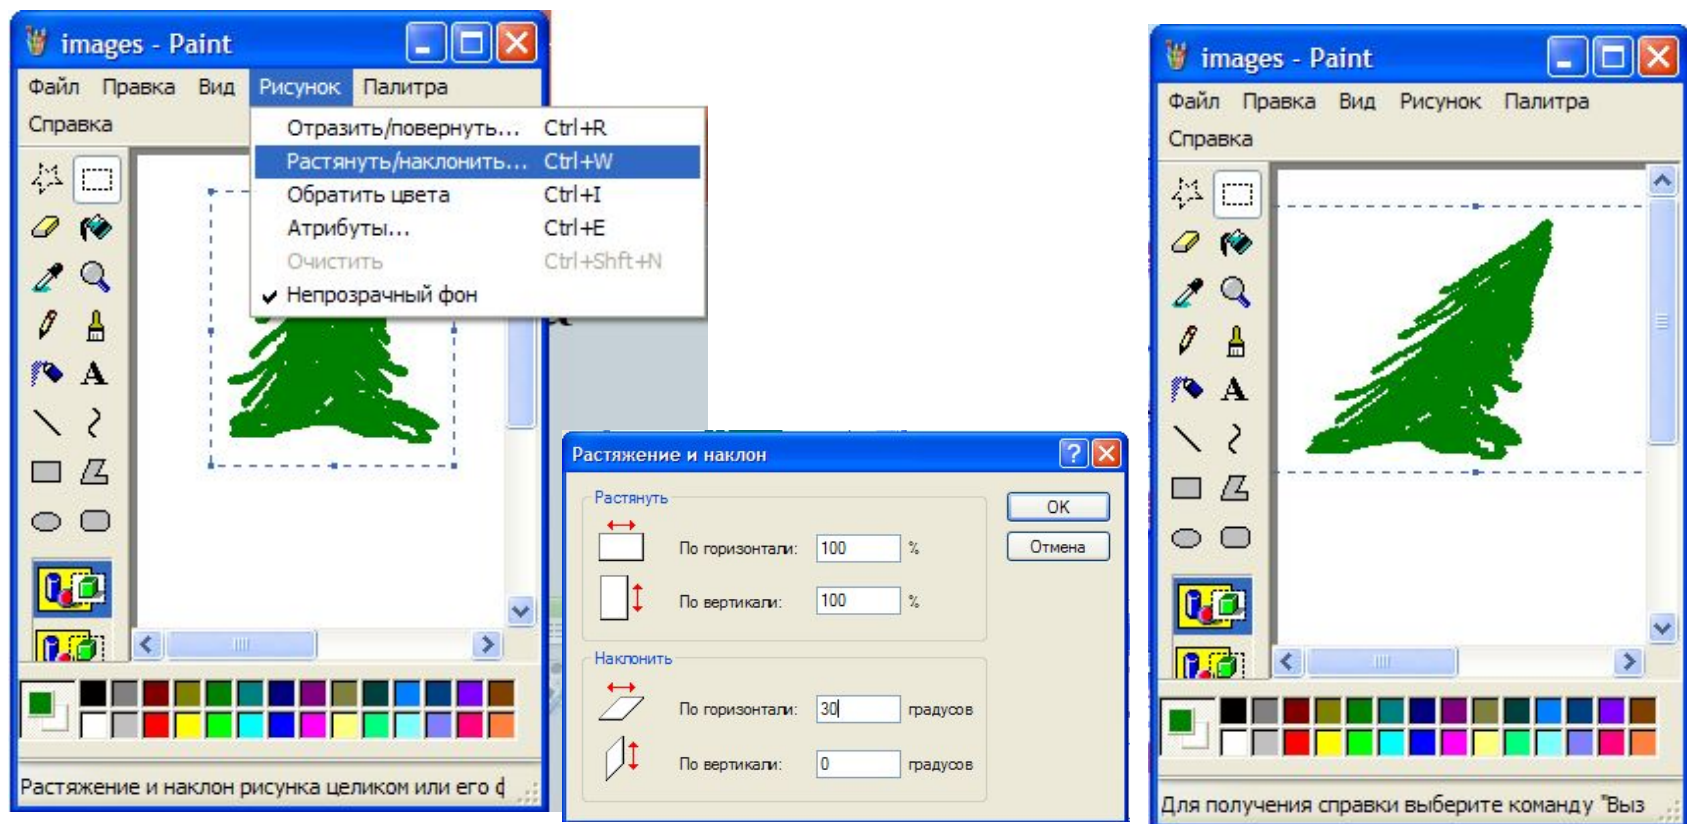 images - Paint
Файл Правка Вид Рисунок Палитра
Справка
Отразить/повернуть... Ctrl+R
Растянуть/наклонить... Ctrl+W
Обратить цвета Ctrl+I
Атрибуты... Ctrl+E
Очистить Ctrl+Shft+N
Непрозрачный фон
A
Растяжение и наклон рисунка целиком или его ф
Растяжение и наклон
Растянуть
По горизонтали: 100 %
По вертикали: 100 %
OK
Отмена
Наклонить
По горизонтали: 30 градусов
По вертикали: 0 градусов
images - Paint
Файл Правка Вид Рисунок Палитра
Справка
A
Для получения справки выберите команду "Выз